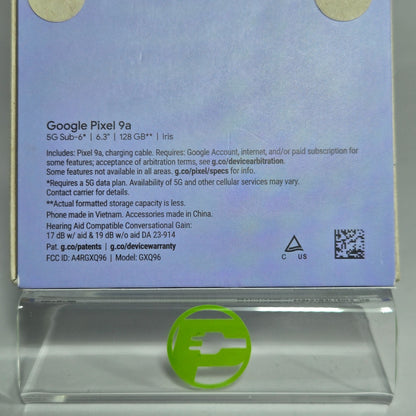 Google Pixel 9a
5G Sub-6* | 6.3" | 128 GB** | Iris
Includes: Pixel 9a, charging cable. Requires: Google Account, internet, and/or paid subscription for
some features; acceptance of arbitration terms, see g.co/devicearbitration.
Some features not available in all areas. g.co/pixel/specs for info.
*Requires a 5G data plan. Availability of 5G and other cellular services may vary.
Contact carrier for details.
**Actual formatted storage capacity is less.
Phone made in Vietnam. Accessories made in China.
Hearing Aid Compatible Conversational Gain:
17 dB w/ aid & 19 dB w/o aid DA 23-914
Pat. g.co/patents | g.co/devicewarranty
FCC ID: A4RGXQ96 | Model: GXQ96
C US